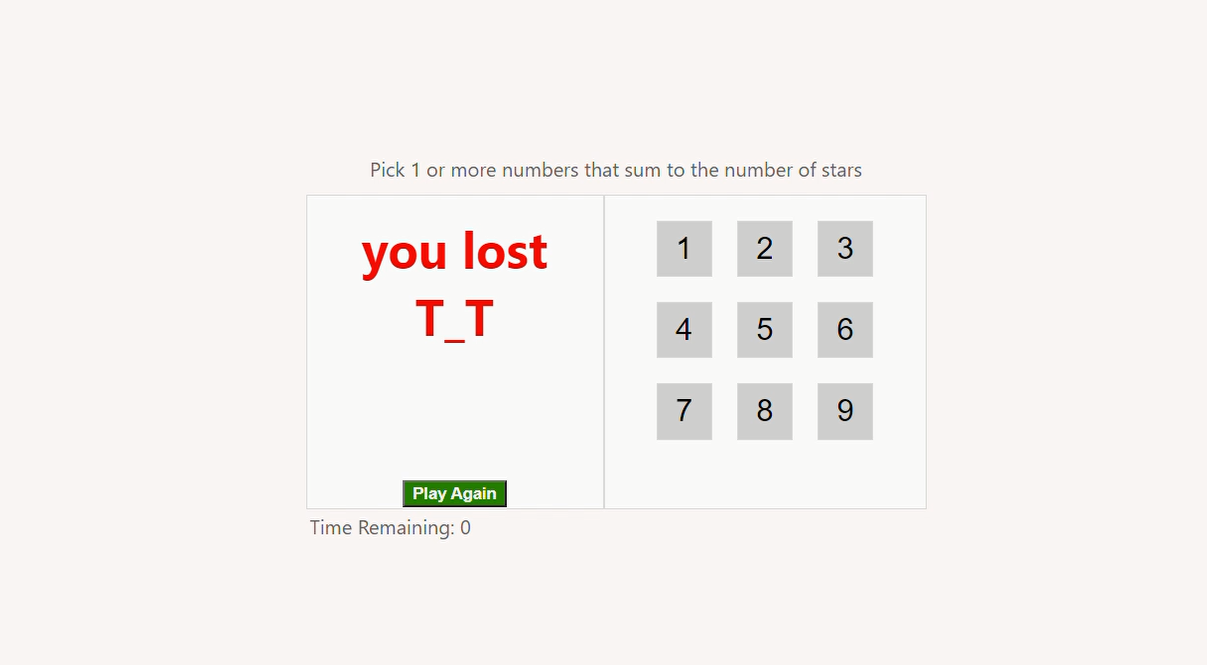 Pick 1 or more numbers that sum to the number of stars
you lost
T_T
1 2 3
4 5 6
7 8 9
Play Again
Time Remaining: 0